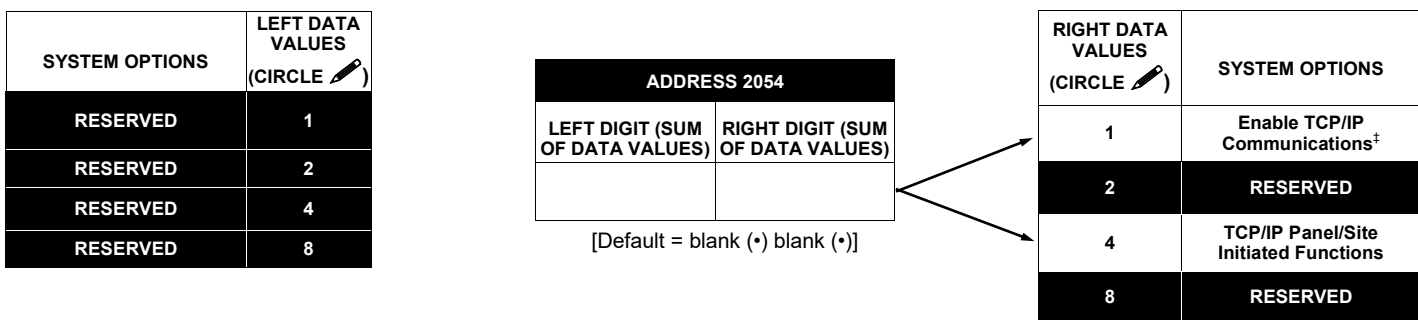 SYSTEM OPTIONS
LEFT DATA
VALUES
(CIRCLE ✎)
RESERVED 1
RESERVED 2
RESERVED 4
RESERVED 8
ADDRESS 2054
LEFT DIGIT (SUM
OF DATA VALUES)
RIGHT DIGIT (SUM
OF DATA VALUES)
[Default = blank (•) blank (•)]
RIGHT DATA
VALUES
(CIRCLE ✎)
SYSTEM OPTIONS
1 Enable TCP/IP
Communications‡
2 RESERVED
4 TCP/IP Panel/Site
Initiated Functions
8 RESERVED